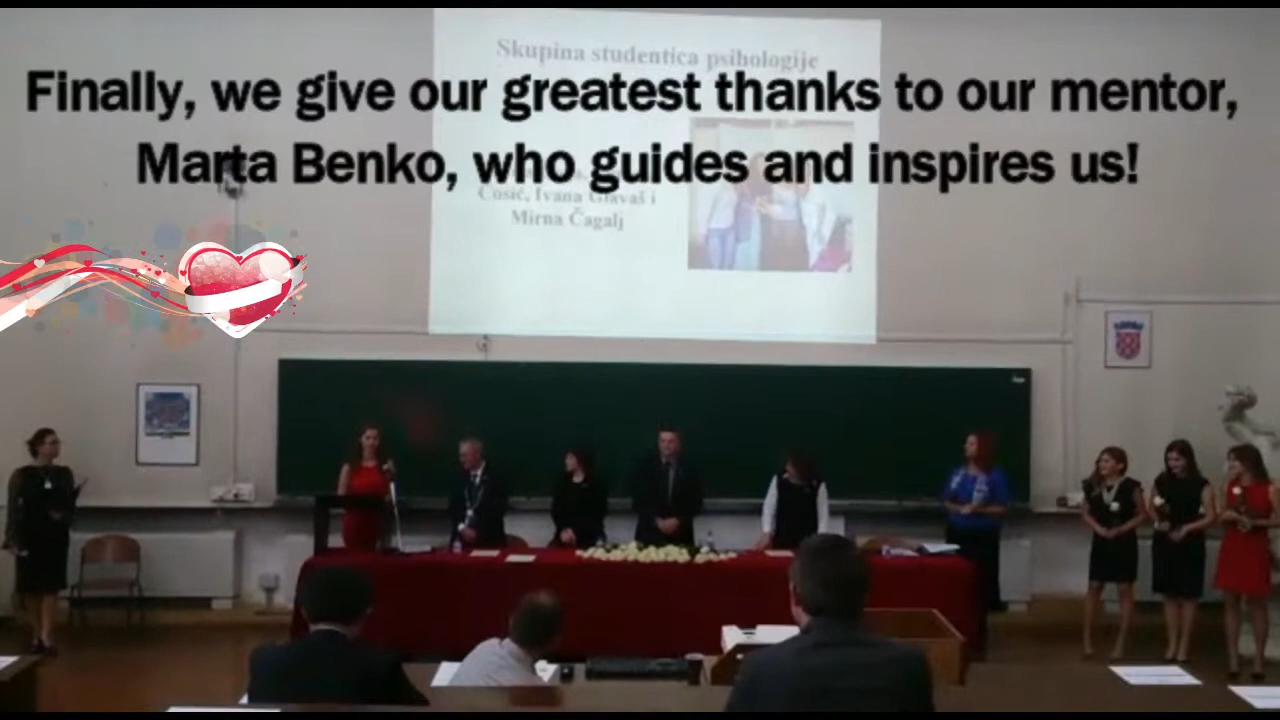 Skupina studentica psihologije
Finally, we give our greatest thanks to our mentor,
Marta Benko, who guides and inspires us!
Ćosić, Ivana Glavaš i
Mirna Čagalj